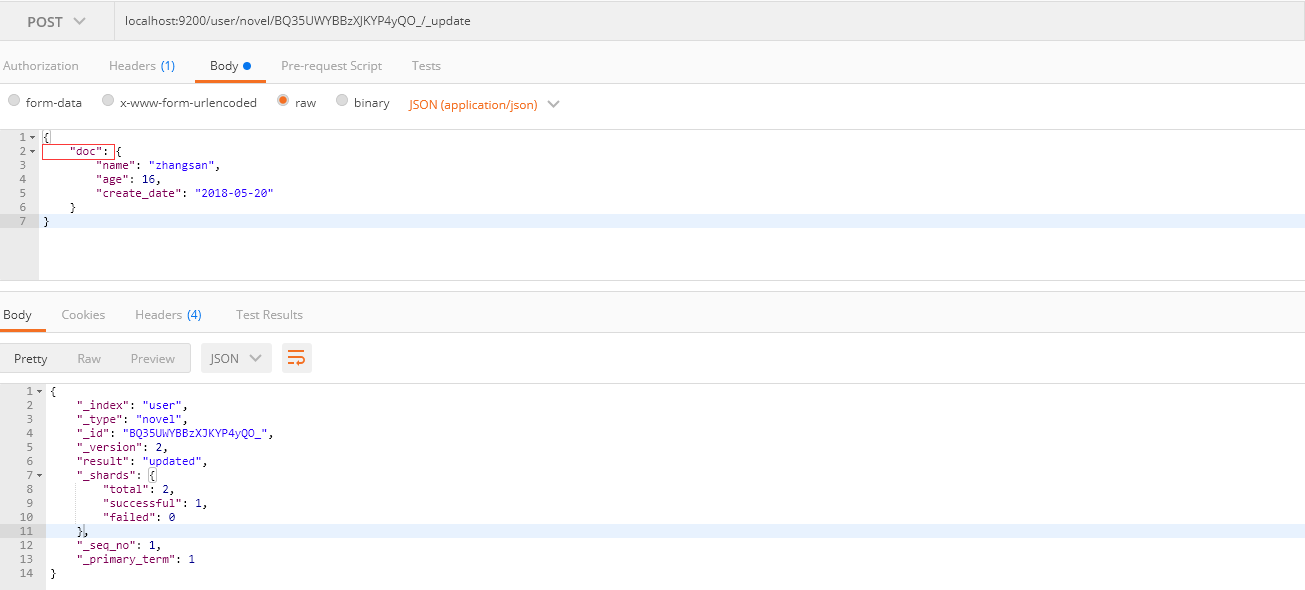 POST localhost:9200/user/novel/BQ35UWYBBzXJKYP4yQO_/_update
Authorization Headers (1) Body Pre-request Script Tests
form-data x-www-form-urlencoded raw binary JSON (application/json)
1 {
2 "doc": {
3 "name": "zhangsan",
4 "age": 16,
5 "create_date": "2018-05-20"
6 }
7 }
Body Cookies Headers (4) Test Results
Pretty Raw Preview JSON
1 {
2 "_index": "user",
3 "_type": "novel",
4 "_id": "BQ35UWYBBzXJKYP4yQO_",
5 "_version": 2,
6 "result": "updated",
7 "_shards": {
8 "total": 2,
9 "successful": 1,
10 "failed": 0
11 },
12 "_seq_no": 1,
13 "_primary_term": 1
14 }